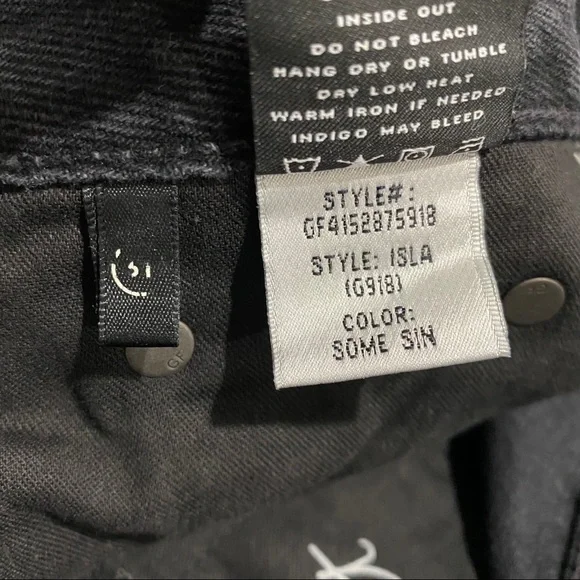 INSIDE OUT
DO NOT BLEACH
HANG DRY OR TUMBLE
DRY LOW HEAT
WARM IRON IF NEEDED
INDIGO MAY BLEED
STYLE#:
GF4152875918
STYLE: ISLA
(G918)
COLOR:
SOME SIN
GF